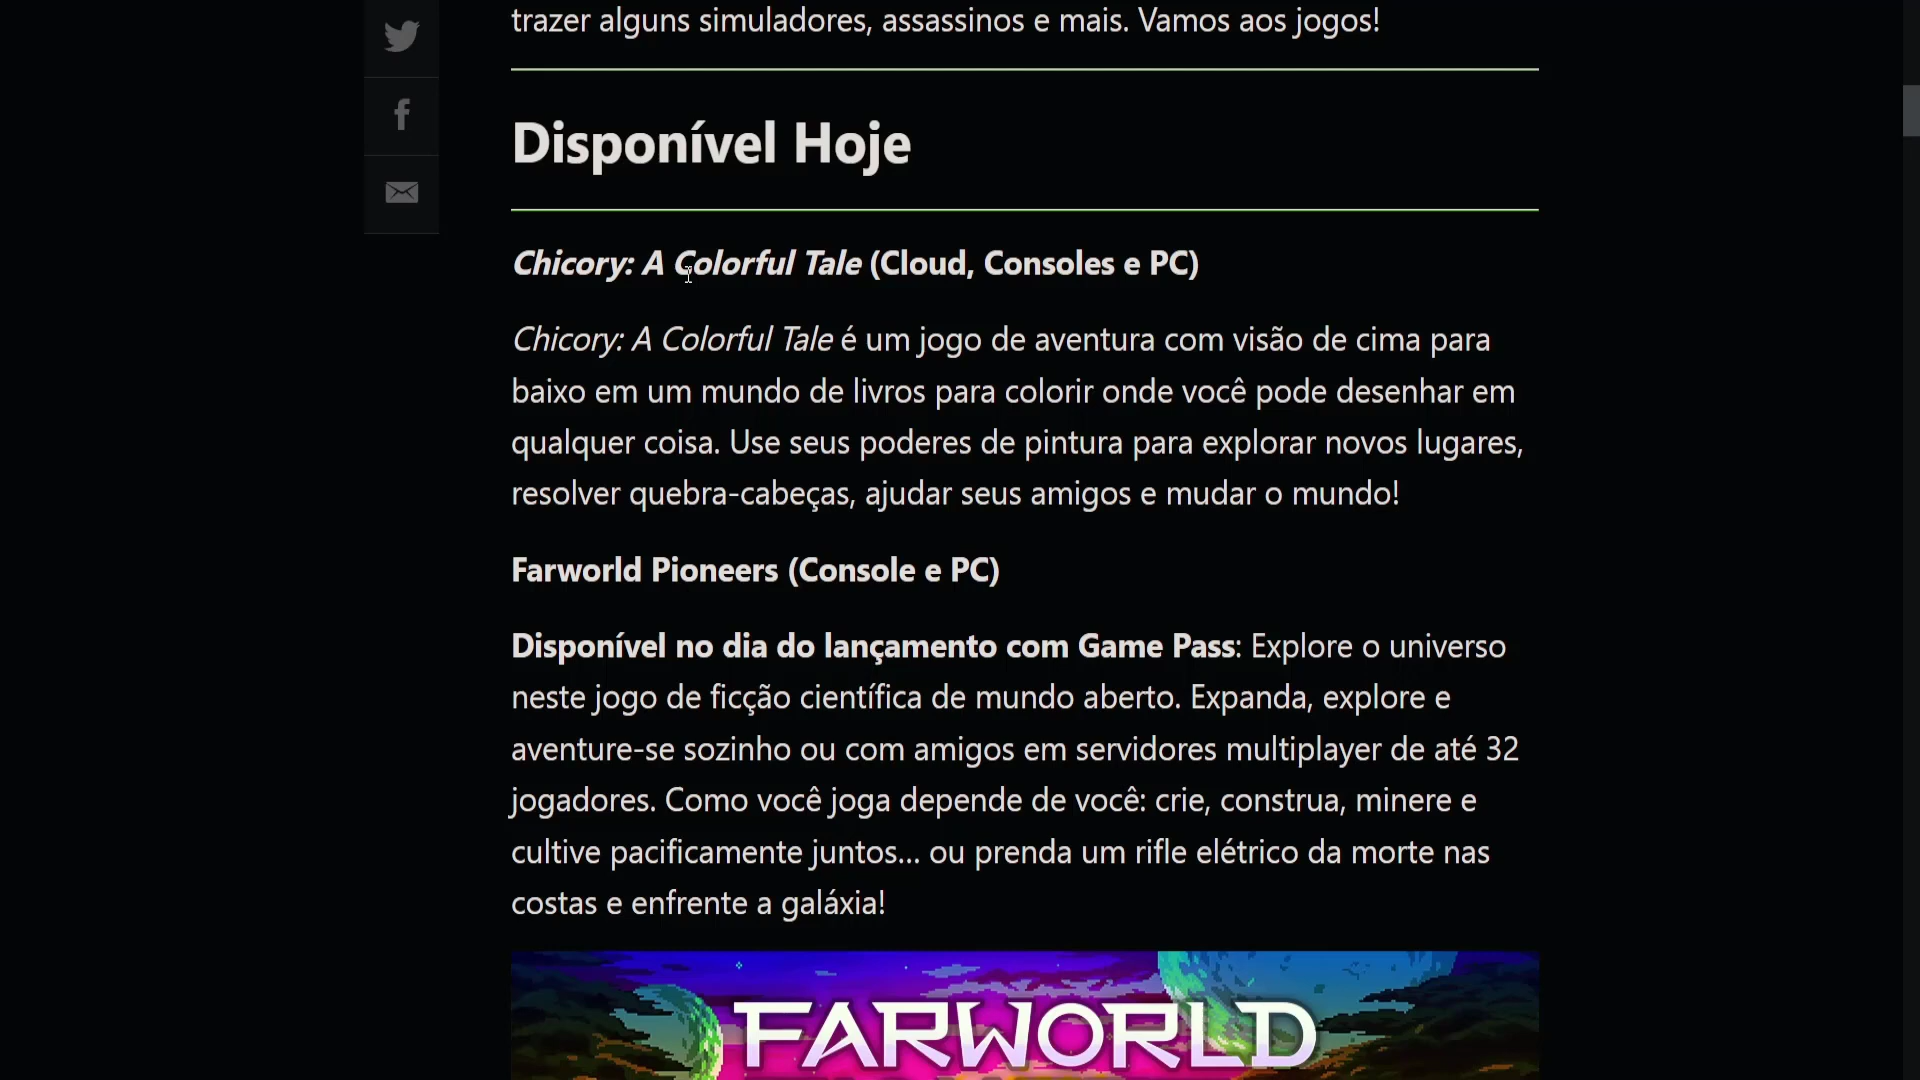 trazer alguns simuladores, assassinos e mais. Vamos aos jogos!
Disponível Hoje
Chicory: A Colorful Tale (Cloud, Consoles e PC)
Chicory: A Colorful Tale é um jogo de aventura com visão de cima para
baixo em um mundo de livros para colorir onde você pode desenhar em
qualquer coisa. Use seus poderes de pintura para explorar novos lugares,
resolver quebra-cabeças, ajudar seus amigos e mudar o mundo!
Farworld Pioneers (Console e PC)
Disponível no dia do lançamento com Game Pass: Explore o universo
neste jogo de ficção científica de mundo aberto. Expanda, explore e
aventure-se sozinho ou com amigos em servidores multiplayer de até 32
jogadores. Como você joga depende de você: crie, construa, minere e
cultive pacificamente juntos... ou prenda um rifle elétrico da morte nas
costas e enfrente a galáxia!
FARWORLD